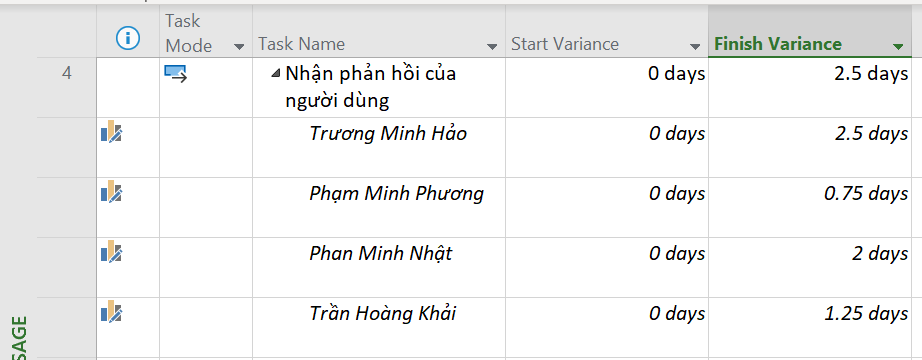 Task Mode
Task Name
Start Variance
Finish Variance
4
Nhận phản hồi của
người dùng
0 days
2.5 days
Trương Minh Hảo
0 days
2.5 days
Phạm Minh Phương
0 days
0.75 days
Phan Minh Nhật
0 days
2 days
Trần Hoàng Khải
0 days
1.25 days